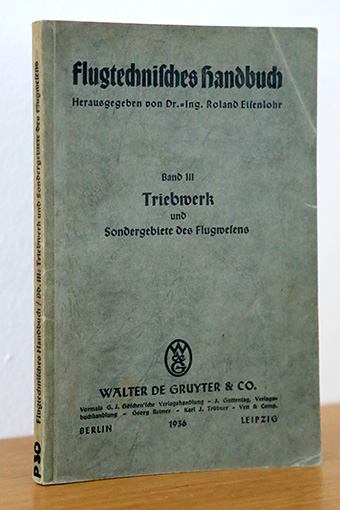 Flugtechnisches Handbuch
Herausgegeben von Dr.-Ing. Roland Eisenlohr
Band III
Triebwerk
und
Sondergebiete des Flugwesens
W
&
G
WALTER DE GRUYTER & CO.
Vormals G. J. Göschen'sche Verlagshandlung – J. Guttentag, Verlags-
buchhandlung – Georg Reimer – Karl J. Trübner – Veit & Comp.
BERLIN 1936 LEIPZIG
Flugtechnisches Handbuch / Bd. III: Triebwerk und Sondergebiete des Flugwesens